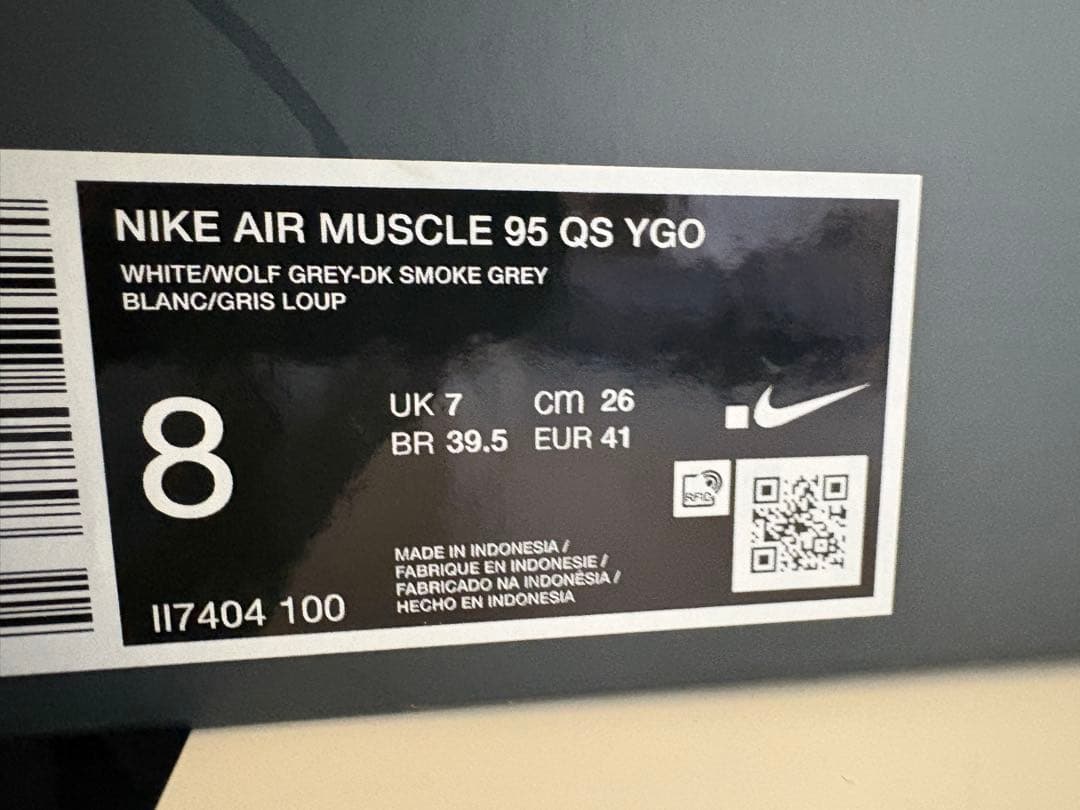 NIKE AIR MUSCLE 95 QS YGO
WHITE/WOLF GREY-DK SMOKE GREY
BLANC/GRIS LOUP
8
UK 7 cm 26
BR 39.5 EUR 41
RFID
MADE IN INDONESIA /
FABRIQUE EN INDONESIE /
FABRICADO NA INDONÉSIA /
HECHO EN INDONESIA
II7404 100